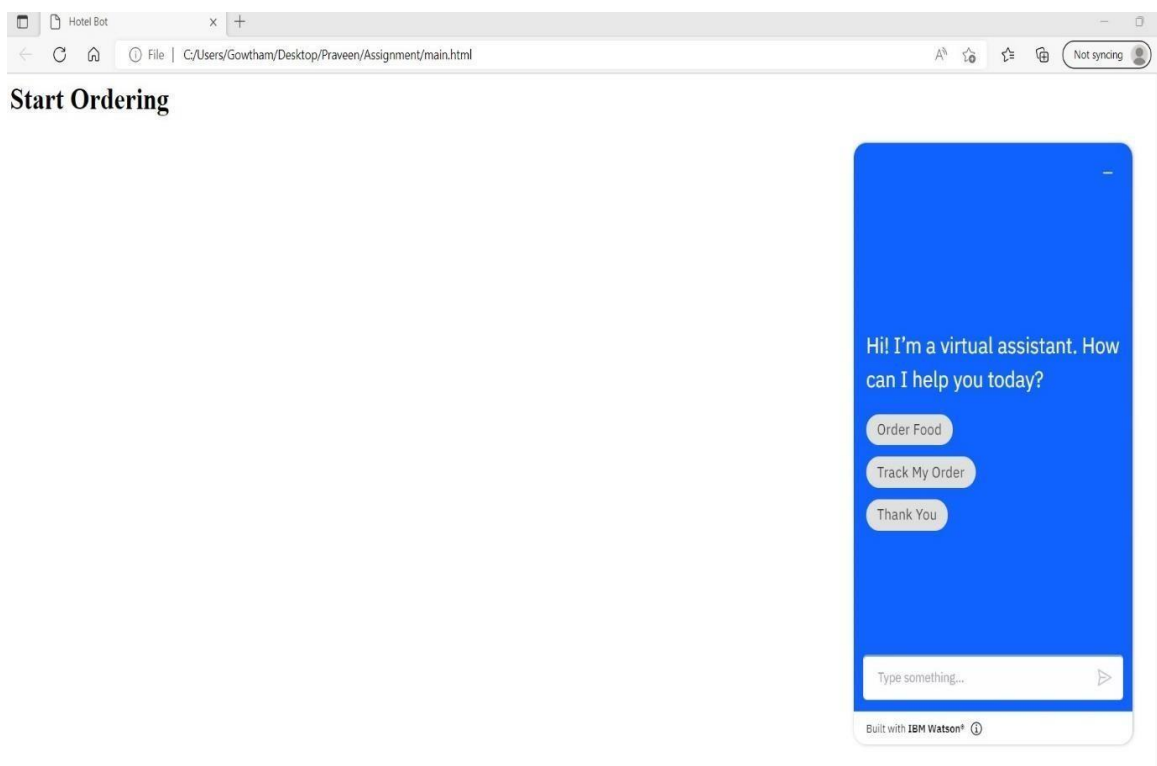 Hotel Bot
File | C:/Users/Gowtham/Desktop/Praveen/Assignment/main.html
Not syncing
Start Ordering
Hi! I'm a virtual assistant. How
can I help you today?
Order Food
Track My Order
Thank You
Type something...
Built with IBM Watson®